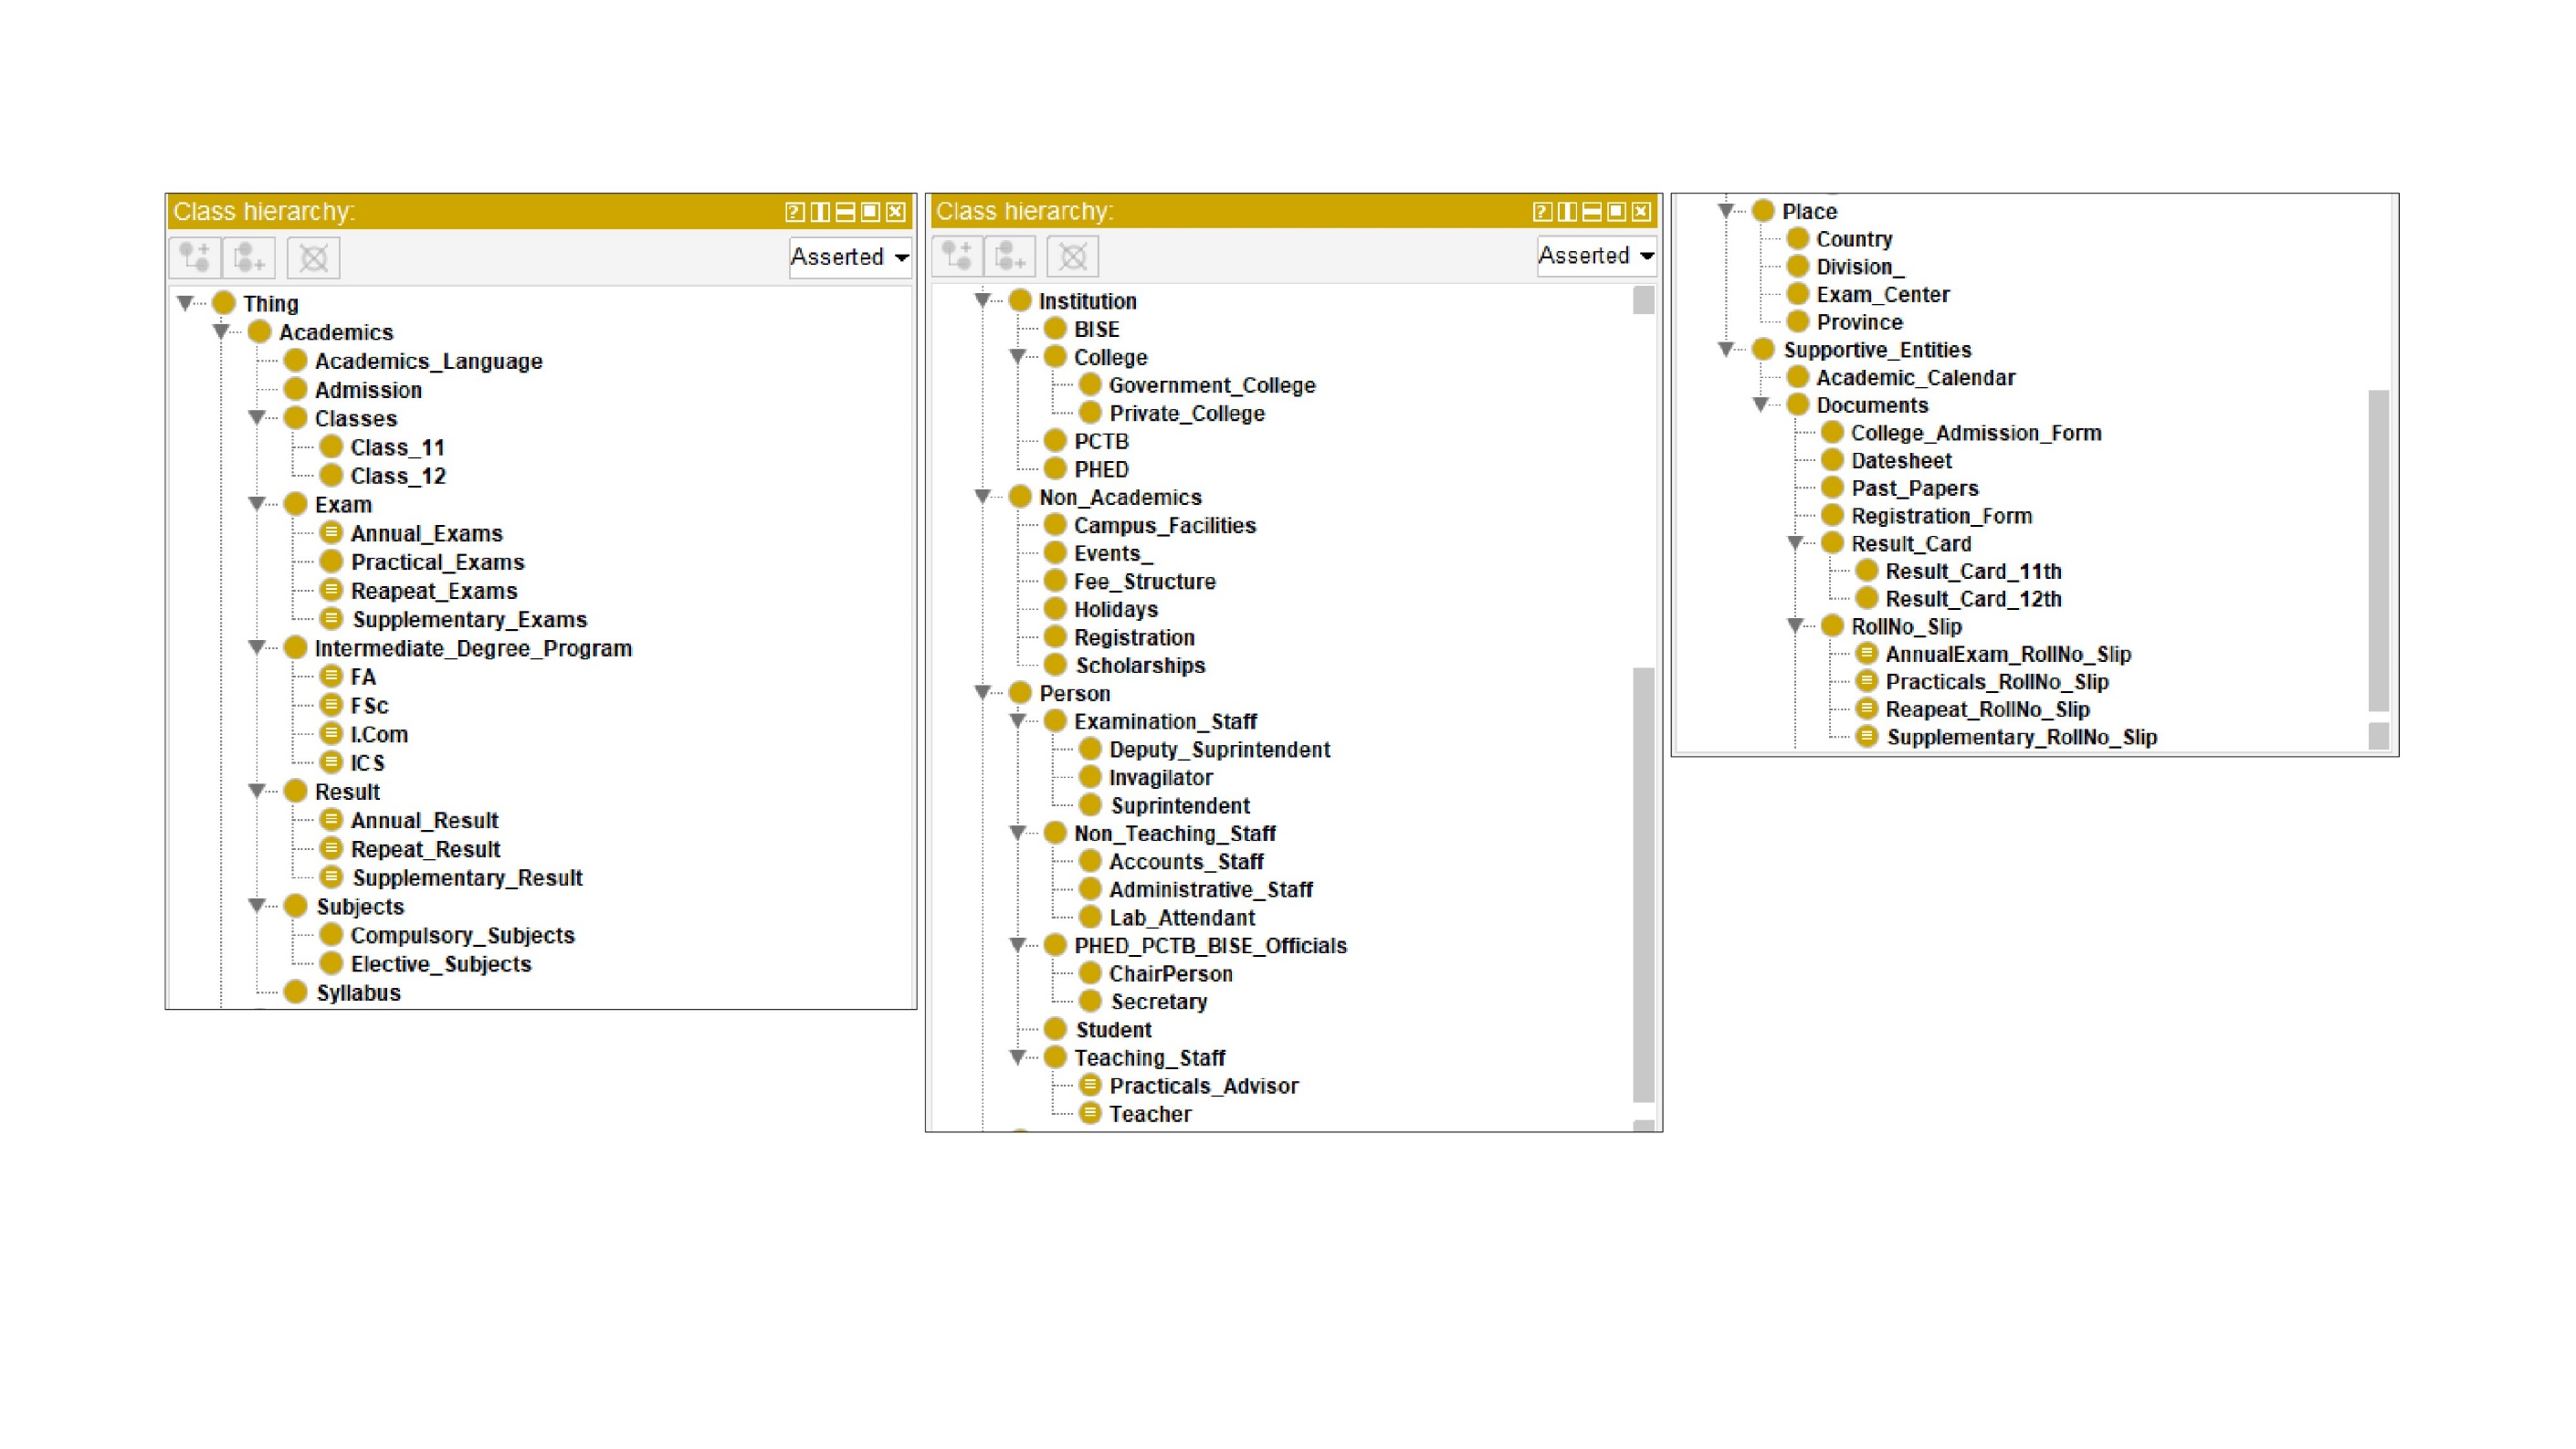 Class hierarchy:
Asserted
Thing
Academics
Academics_Language
Admission
Classes
Class_11
Class_12
Exam
Annual_Exams
Practical_Exams
Reapeat_Exams
Supplementary_Exams
Intermediate_Degree_Program
FA
FSc
I.Com
ICS
Result
Annual_Result
Repeat_Result
Supplementary_Result
Subjects
Compulsory_Subjects
Elective_Subjects
Syllabus
Class hierarchy:
Asserted
Institution
BISE
College
Government_College
Private_College
PCTB
PHED
Non_Academics
Campus_Facilities
Events_
Fee_Structure
Holidays
Registration
Scholarships
Person
Examination_Staff
Deputy_Suprintendent
Invagilator
Suprintendent
Non_Teaching_Staff
Accounts_Staff
Administrative_Staff
Lab_Attendant
PHED_PCTB_BISE_Officials
ChairPerson
Secretary
Student
Teaching_Staff
Practicals_Advisor
Teacher
Place
Country
Division_
Exam_Center
Province
Supportive_Entities
Academic_Calendar
Documents
College_Admission_Form
Datesheet
Past_Papers
Registration_Form
Result_Card
Result_Card_11th
Result_Card_12th
RollNo_Slip
AnnualExam_RollNo_Slip
Practicals_RollNo_Slip
Reapeat_RollNo_Slip
Supplementary_RollNo_Slip